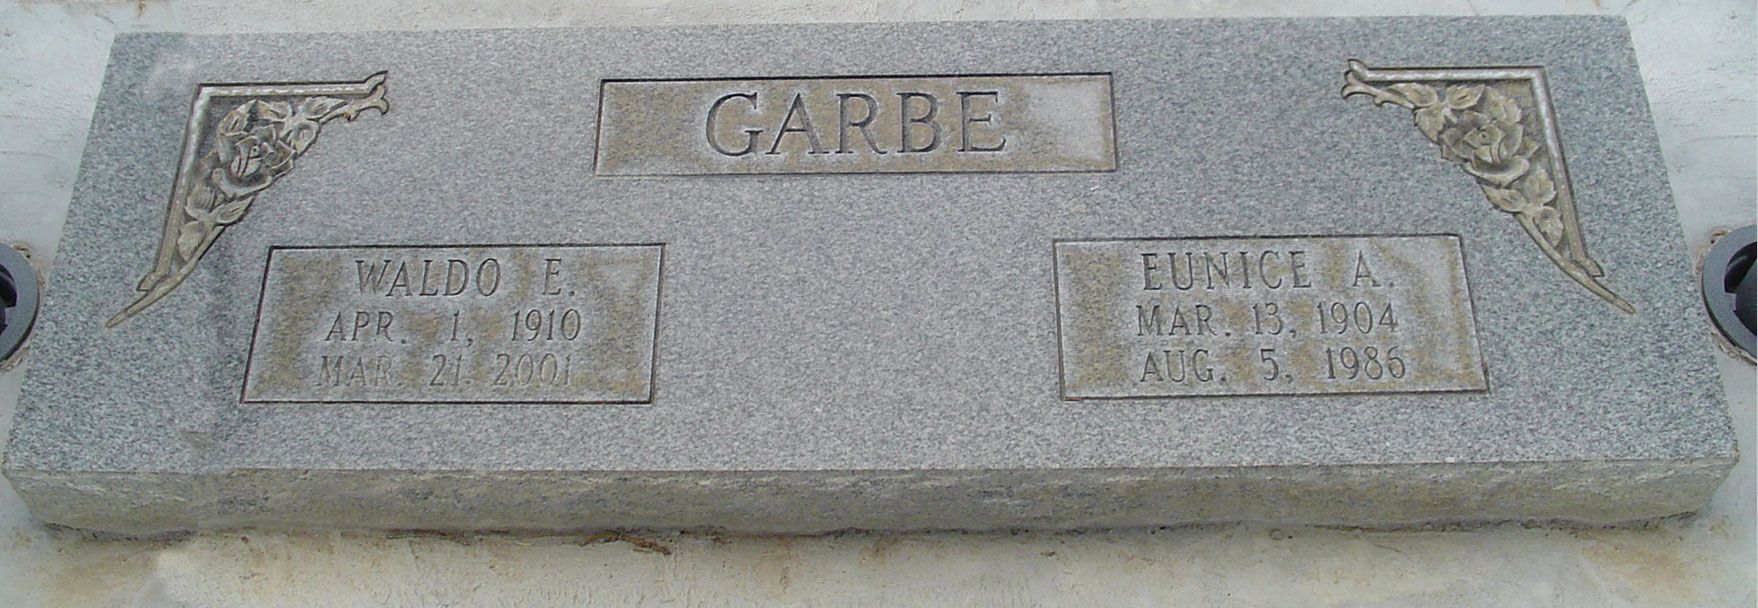 GARBE
WALDO E.
APR. 1, 1910
MAR. 21. 2001
EUNICE A.
MAR. 13, 1904
AUG. 5, 1986